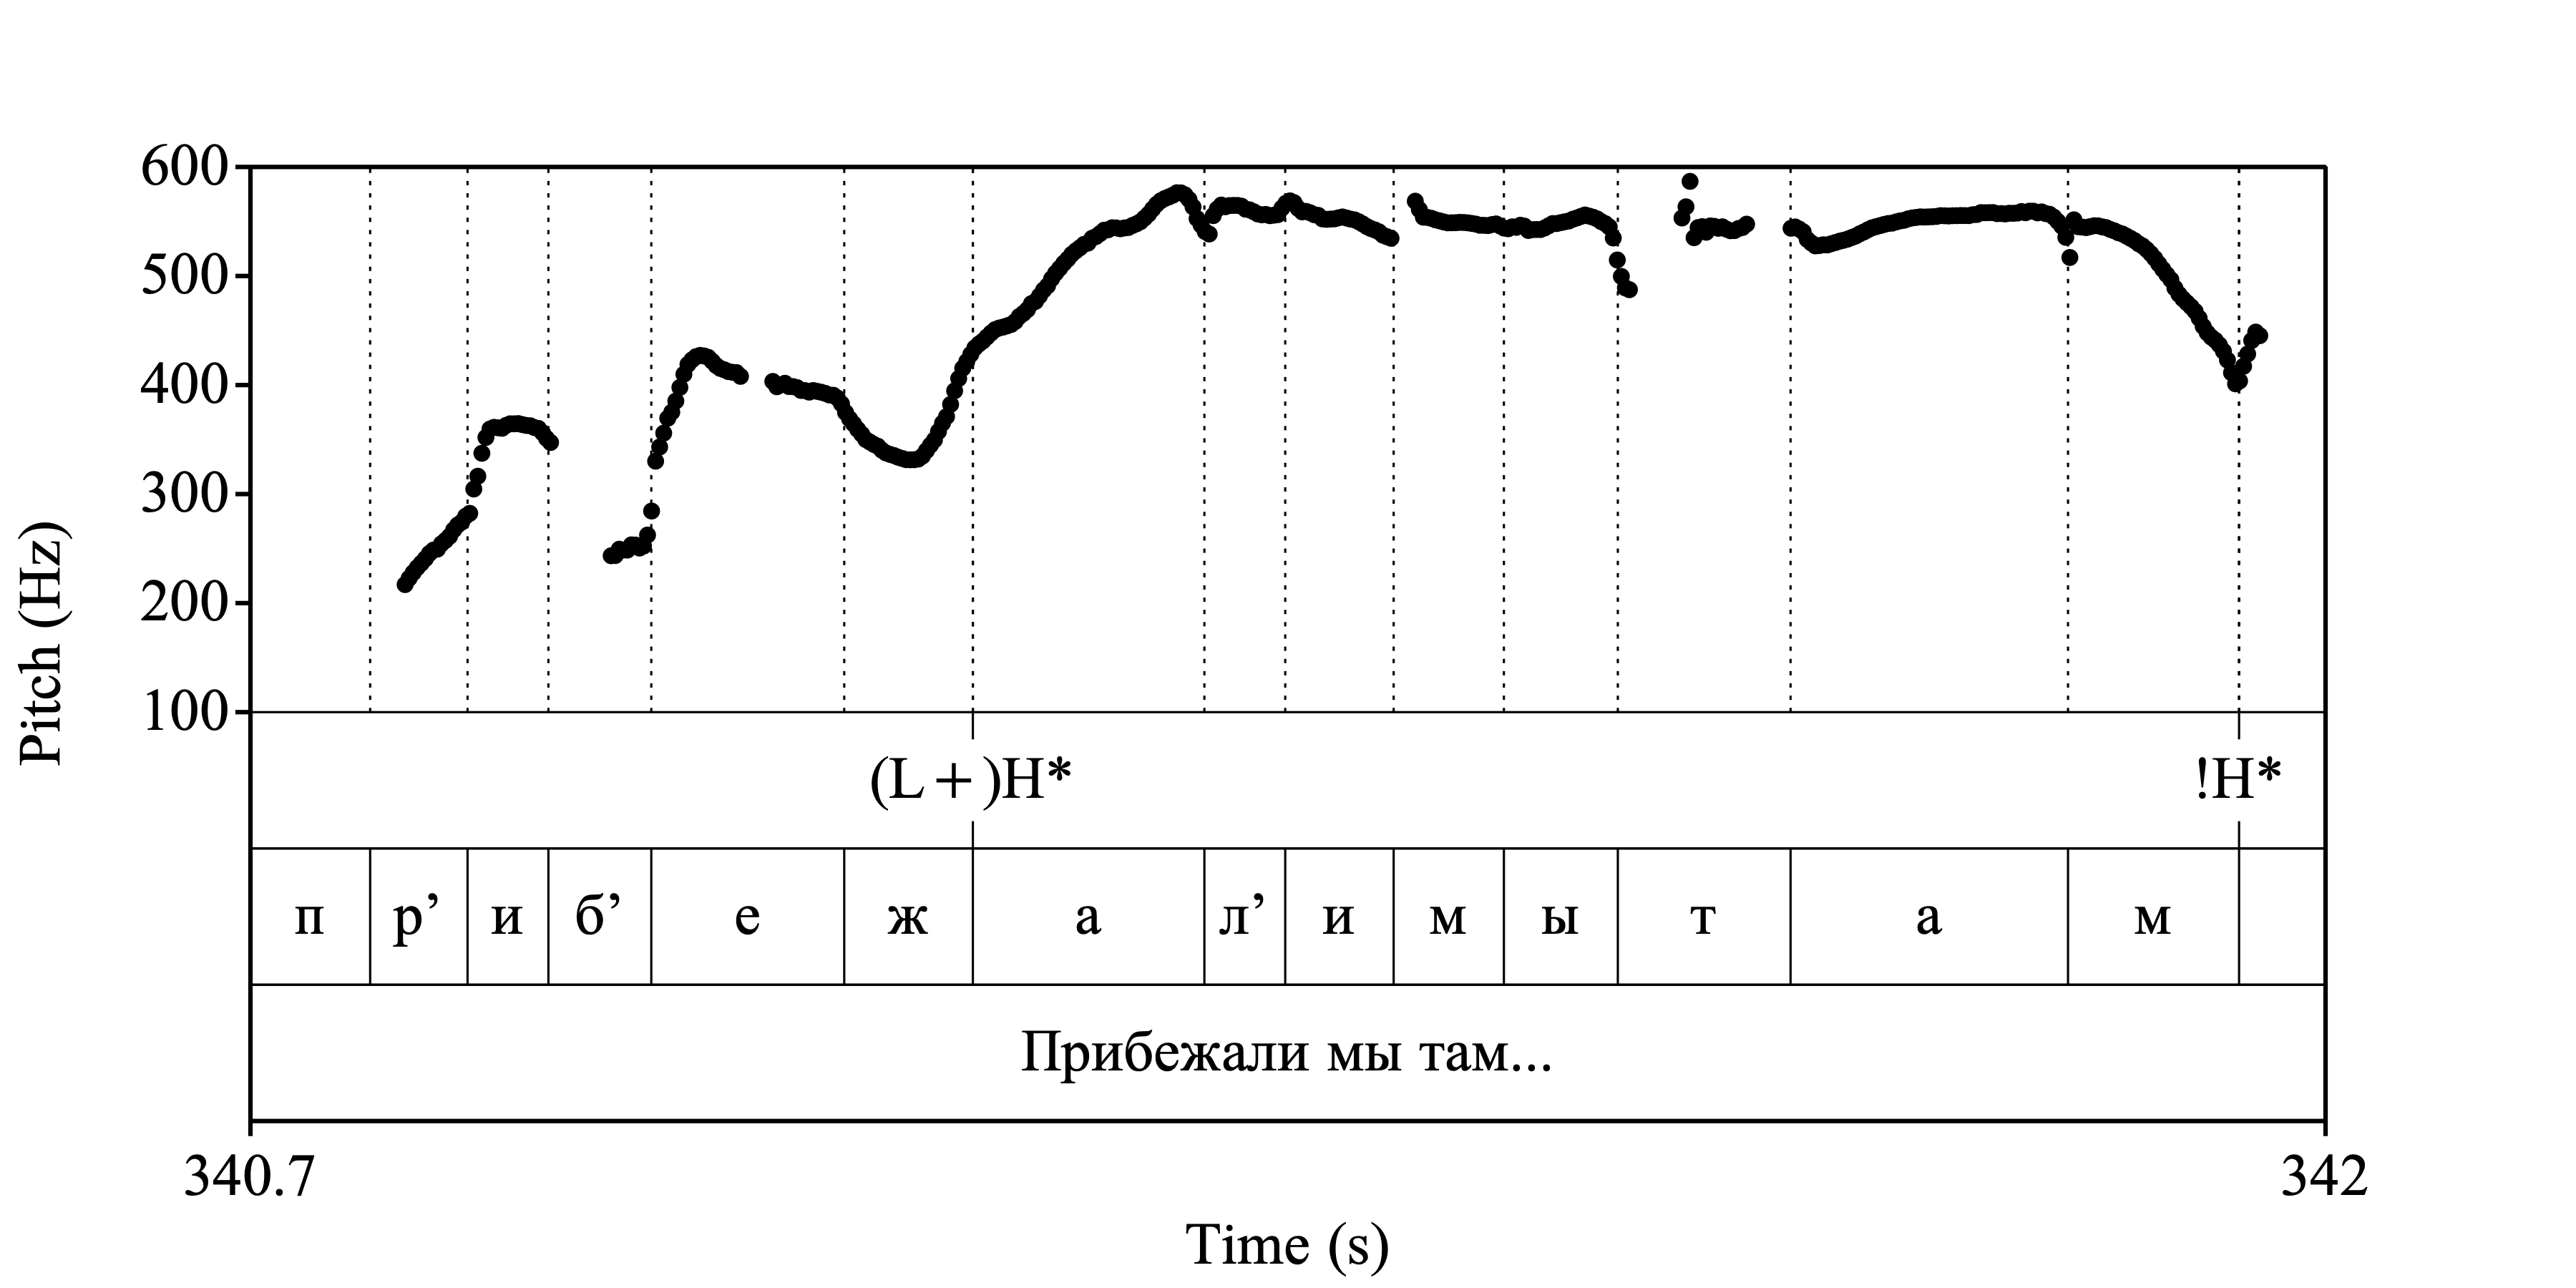 600
500
400
300
200
100
Pitch (Hz)
(L+)H* !H*
п р’ и б’ е ж а л’ и м ы т а м
Прибежали мы там...
340.7 342
Time (s)